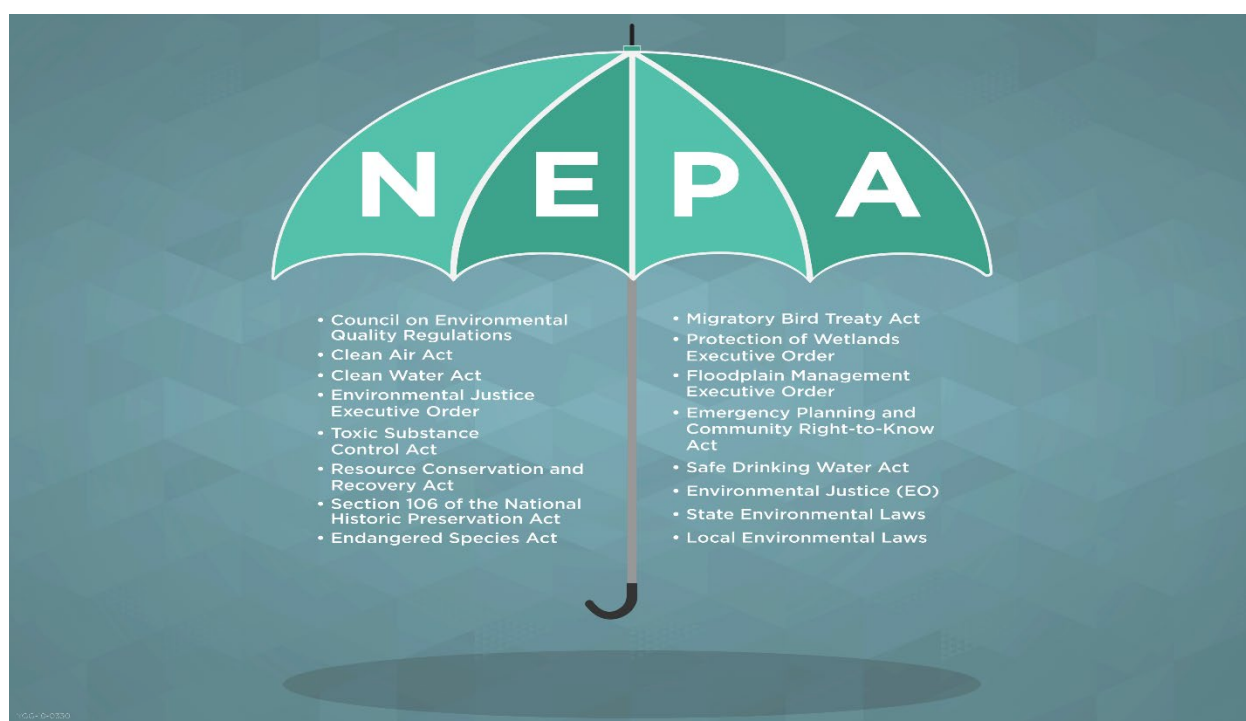 NEPA
• Council on Environmental
Quality Regulations
• Clean Air Act
• Clean Water Act
• Environmental Justice
Executive Order
• Toxic Substance
Control Act
• Resource Conservation and
Recovery Act
• Section 106 of the National
Historic Preservation Act
• Endangered Species Act
• Migratory Bird Treaty Act
• Protection of Wetlands
Executive Order
• Floodplain Management
Executive Order
• Emergency Planning and
Community Right-to-Know
Act
• Safe Drinking Water Act
• Environmental Justice (EO)
• State Environmental Laws
• Local Environmental Laws